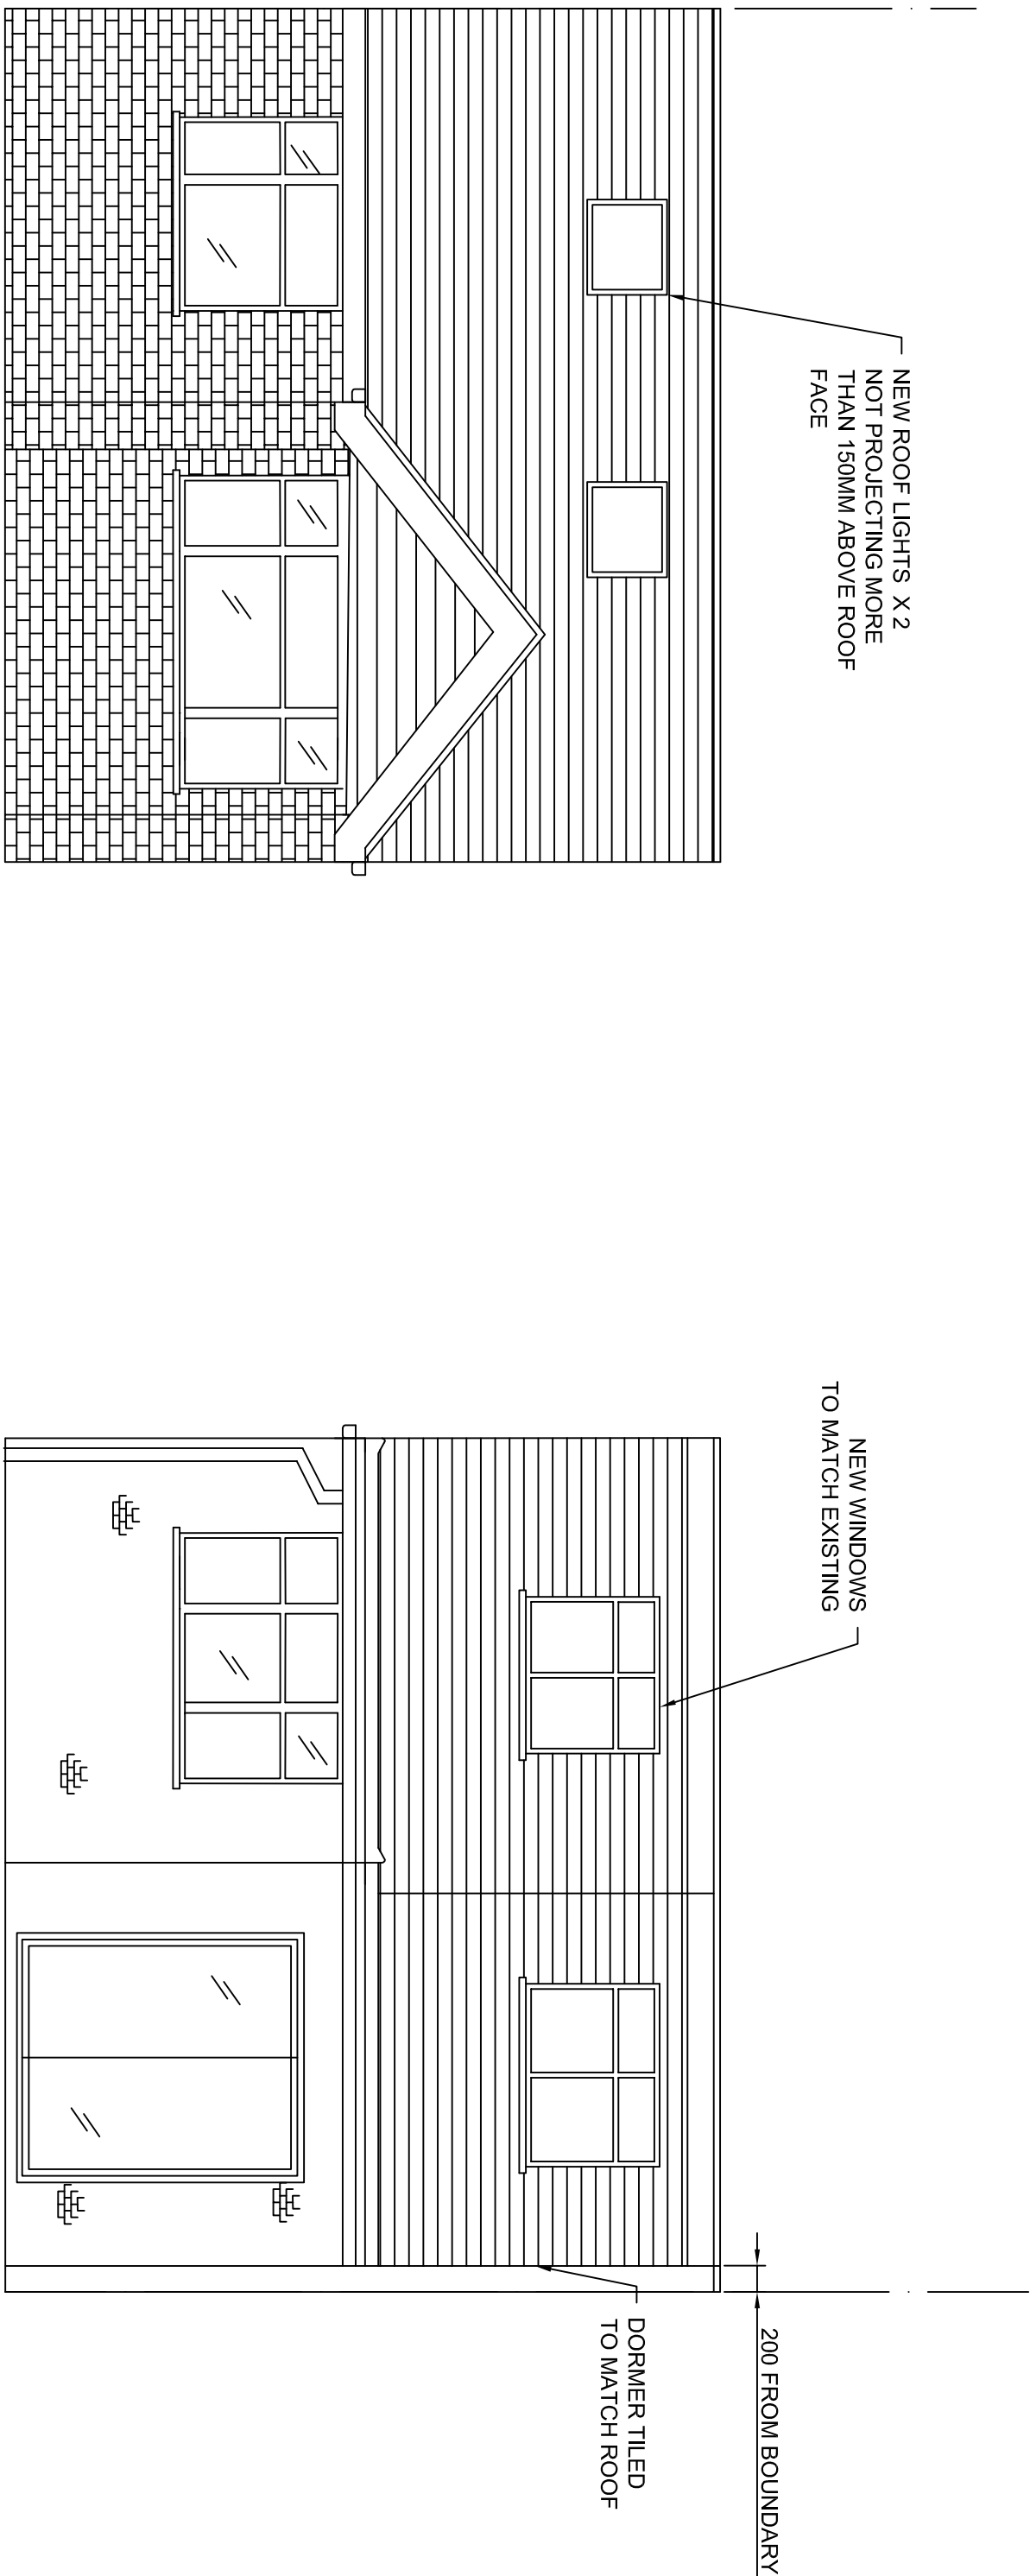 NEW ROOF LIGHTS X 2
NOT PROJECTING MORE
THAN 150MM ABOVE ROOF
FACE
NEW WINDOWS
TO MATCH EXISTING
200 FROM BOUNDARY
DORMER TILED
TO MATCH ROOF